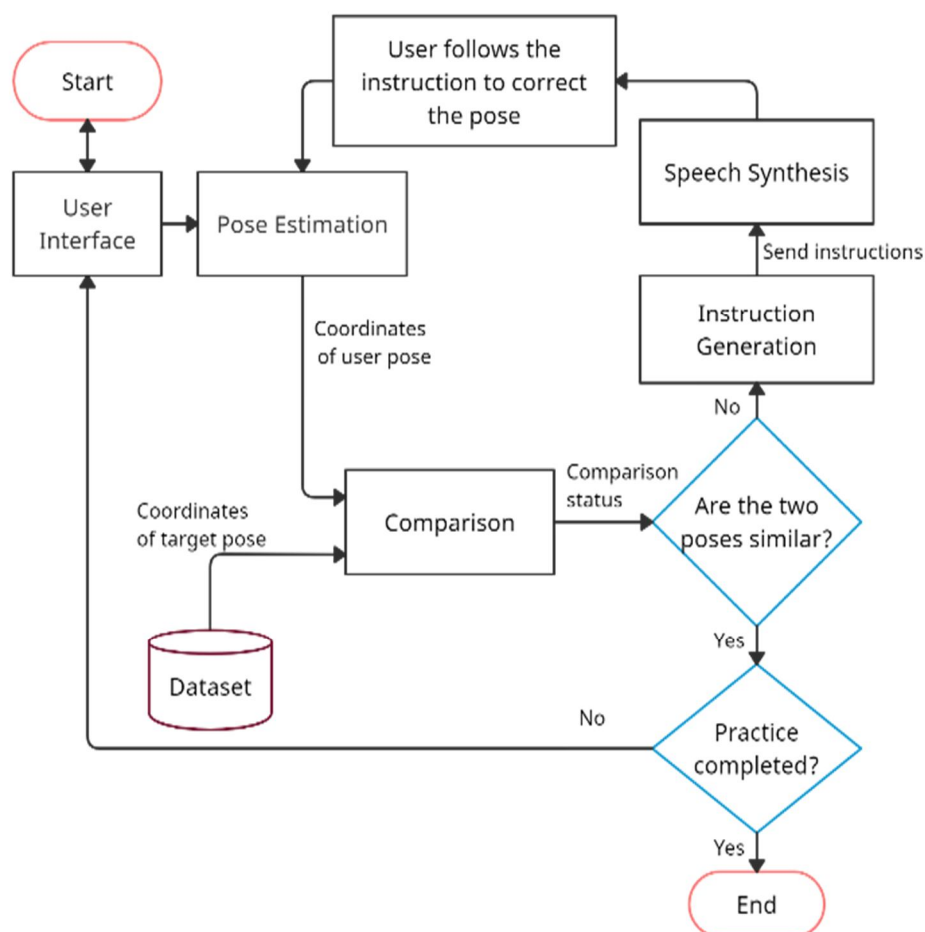 User follows the
instruction to correct
the pose
Start
Speech Synthesis
User
Interface
Pose Estimation
Send instructions
Instruction
Generation
Coordinates
of user pose
No
Comparison
status
Are the two
poses similar?
Coordinates
of target pose
Comparison
Yes
Dataset
No
Practice
completed?
Yes
End